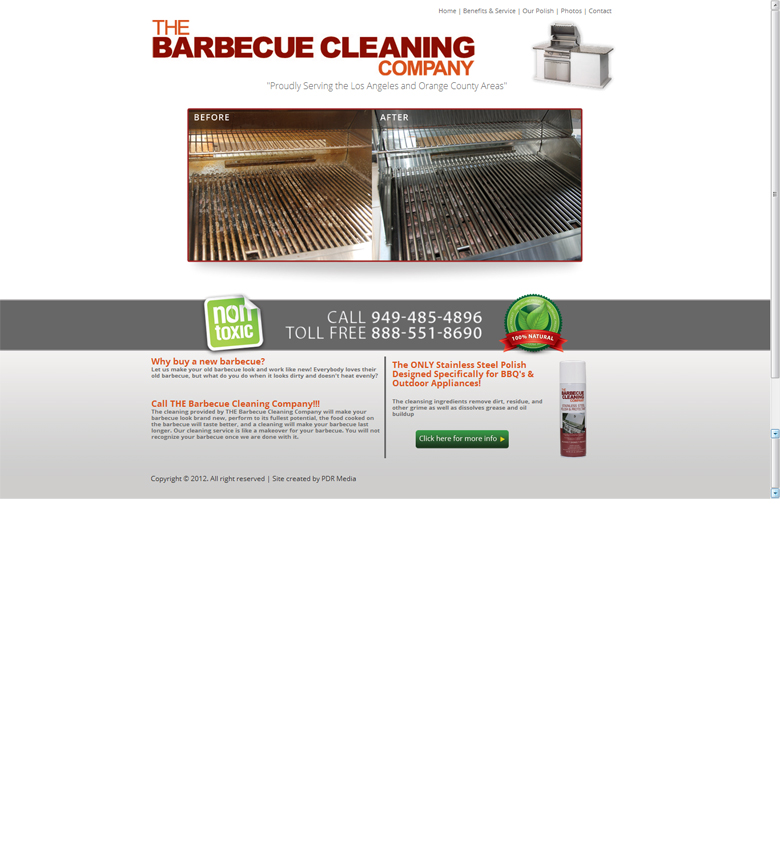 Home | Benefits & Service | Our Polish | Photos | Contact
THE
BARBECUE CLEANING
COMPANY
"Proudly Serving the Los Angeles and Orange County Areas"
BEFORE
AFTER
non
toxic
CALL 949-485-4896
TOLL FREE 888-551-8690
100% NATURAL
Why buy a new barbecue?
Let us make your old barbecue look and work like new! Everybody loves their
old barbecue, but what do you do when it looks dirty and doesn't heat evenly?
Call THE Barbecue Cleaning Company!!!
The cleaning provided by THE Barbecue Cleaning Company will make your
barbecue look brand new, perform to its fullest potential, the food cooked on
the barbecue will taste better, and a cleaning will make your barbecue last
longer. Our cleaning service is like a makeover for your barbecue. You will not
recognize your barbecue once we are done with it.
The ONLY Stainless Steel Polish
Designed Specifically for BBQ's &
Outdoor Appliances!
The cleansing ingredients remove dirt, residue, and
other grime as well as dissolves grease and oil
buildup
Click here for more info
THE
BARBECUE
CLEANING
COMPANY
STAINLESS STEEL
Copyright © 2012. All right reserved | Site created by PDR Media